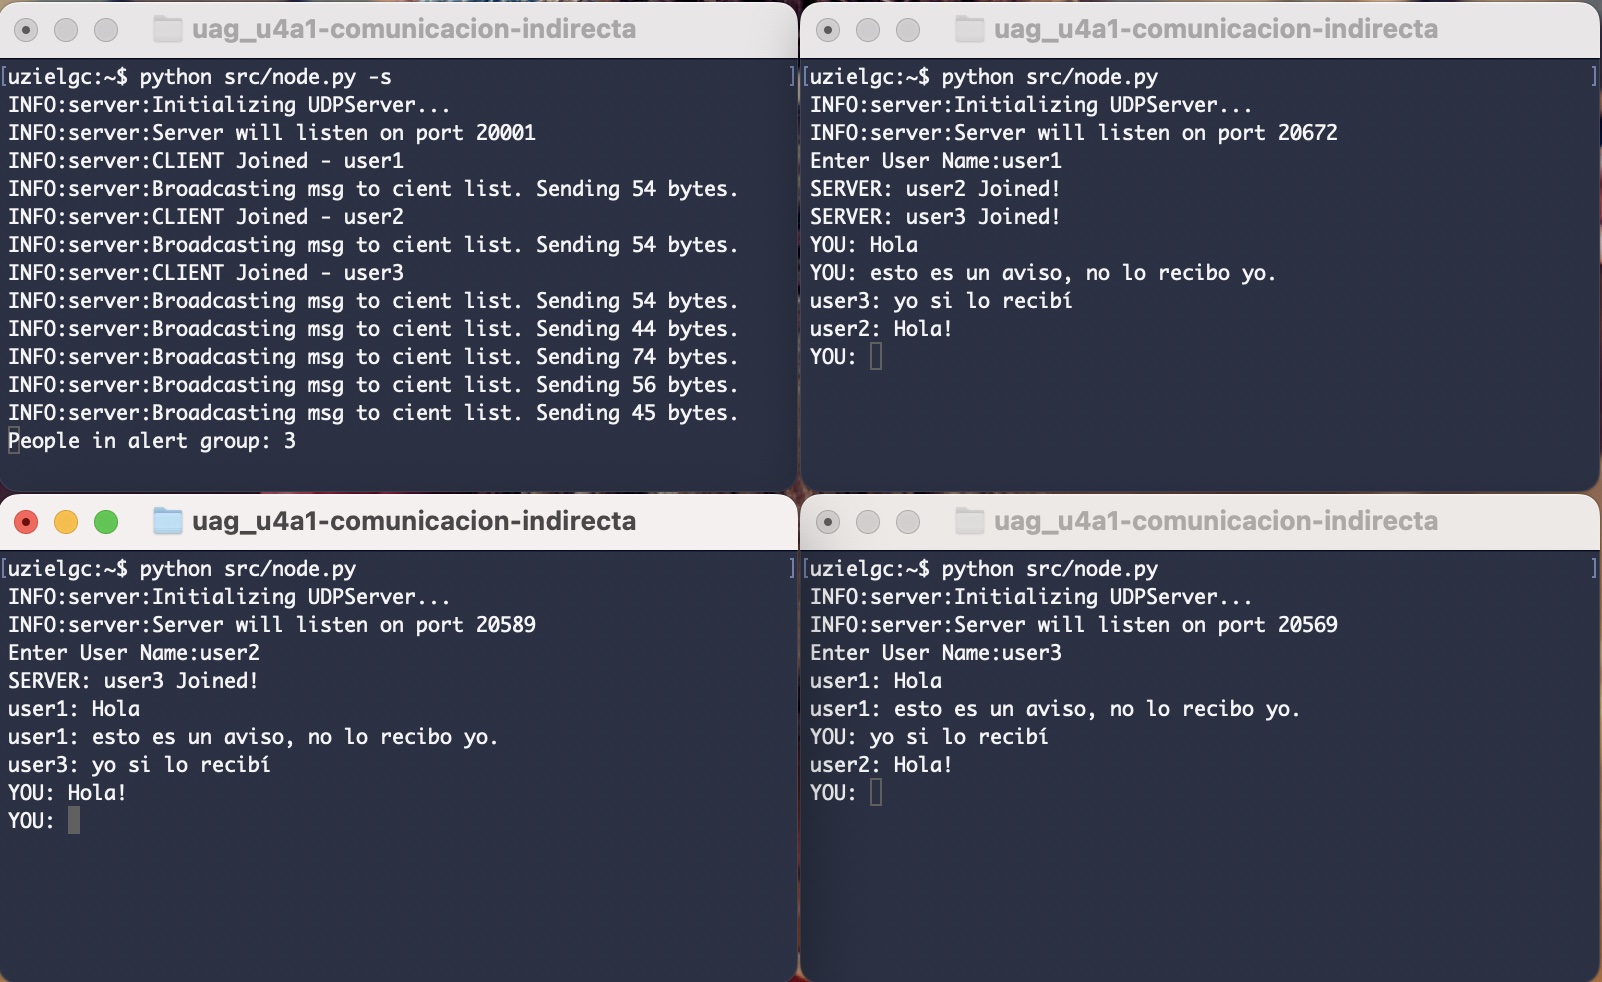 uag_u4a1-comunicacion-indirecta
[uzielgc:~$ python src/node.py -s ]
INFO:server:Initializing UDPServer...
INFO:server:Server will listen on port 20001
INFO:server:CLIENT Joined - user1
INFO:server:Broadcasting msg to cient list. Sending 54 bytes.
INFO:server:CLIENT Joined - user2
INFO:server:Broadcasting msg to cient list. Sending 54 bytes.
INFO:server:CLIENT Joined - user3
INFO:server:Broadcasting msg to cient list. Sending 54 bytes.
INFO:server:Broadcasting msg to cient list. Sending 44 bytes.
INFO:server:Broadcasting msg to cient list. Sending 74 bytes.
INFO:server:Broadcasting msg to cient list. Sending 56 bytes.
INFO:server:Broadcasting msg to cient list. Sending 45 bytes.
People in alert group: 3
uag_u4a1-comunicacion-indirecta
[uzielgc:~$ python src/node.py ]
INFO:server:Initializing UDPServer...
INFO:server:Server will listen on port 20672
Enter User Name:user1
SERVER: user2 Joined!
SERVER: user3 Joined!
YOU: Hola
YOU: esto es un aviso, no lo recibo yo.
user3: yo si lo recibí
user2: Hola!
YOU:
uag_u4a1-comunicacion-indirecta
[uzielgc:~$ python src/node.py ]
INFO:server:Initializing UDPServer...
INFO:server:Server will listen on port 20589
Enter User Name:user2
SERVER: user3 Joined!
user1: Hola
user1: esto es un aviso, no lo recibo yo.
user3: yo si lo recibí
YOU: Hola!
YOU:
uag_u4a1-comunicacion-indirecta
[uzielgc:~$ python src/node.py ]
INFO:server:Initializing UDPServer...
INFO:server:Server will listen on port 20569
Enter User Name:user3
user1: Hola
user1: esto es un aviso, no lo recibo yo.
YOU: yo si lo recibí
user2: Hola!
YOU: